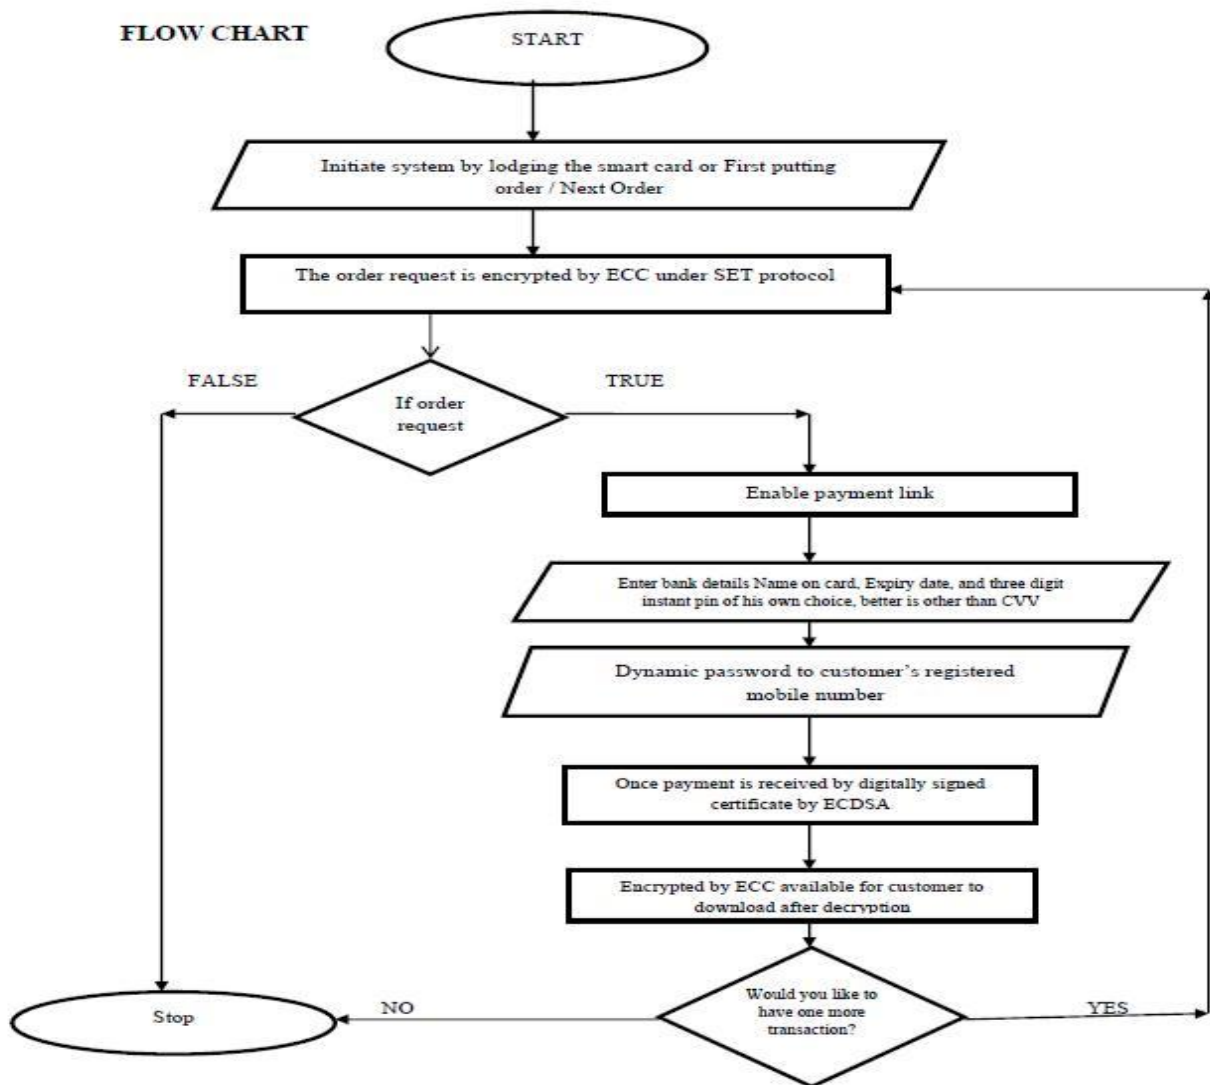 FLOW CHART
START
Initiate system by lodging the smart card or First putting
order / Next Order
The order request is encrypted by ECC under SET protocol
FALSE
TRUE
If order
request
Enable payment link
Enter bank details Name on card, Expiry date, and three digit
instant pin of his own choice, better is other than CVV
Dynamic password to customer's registered
mobile number
Once payment is received by digitally signed
certificate by ECDSA
Encrypted by ECC available for customer to
download after decryption
Would you like to
have one more
transaction?
NO
YES
Stop